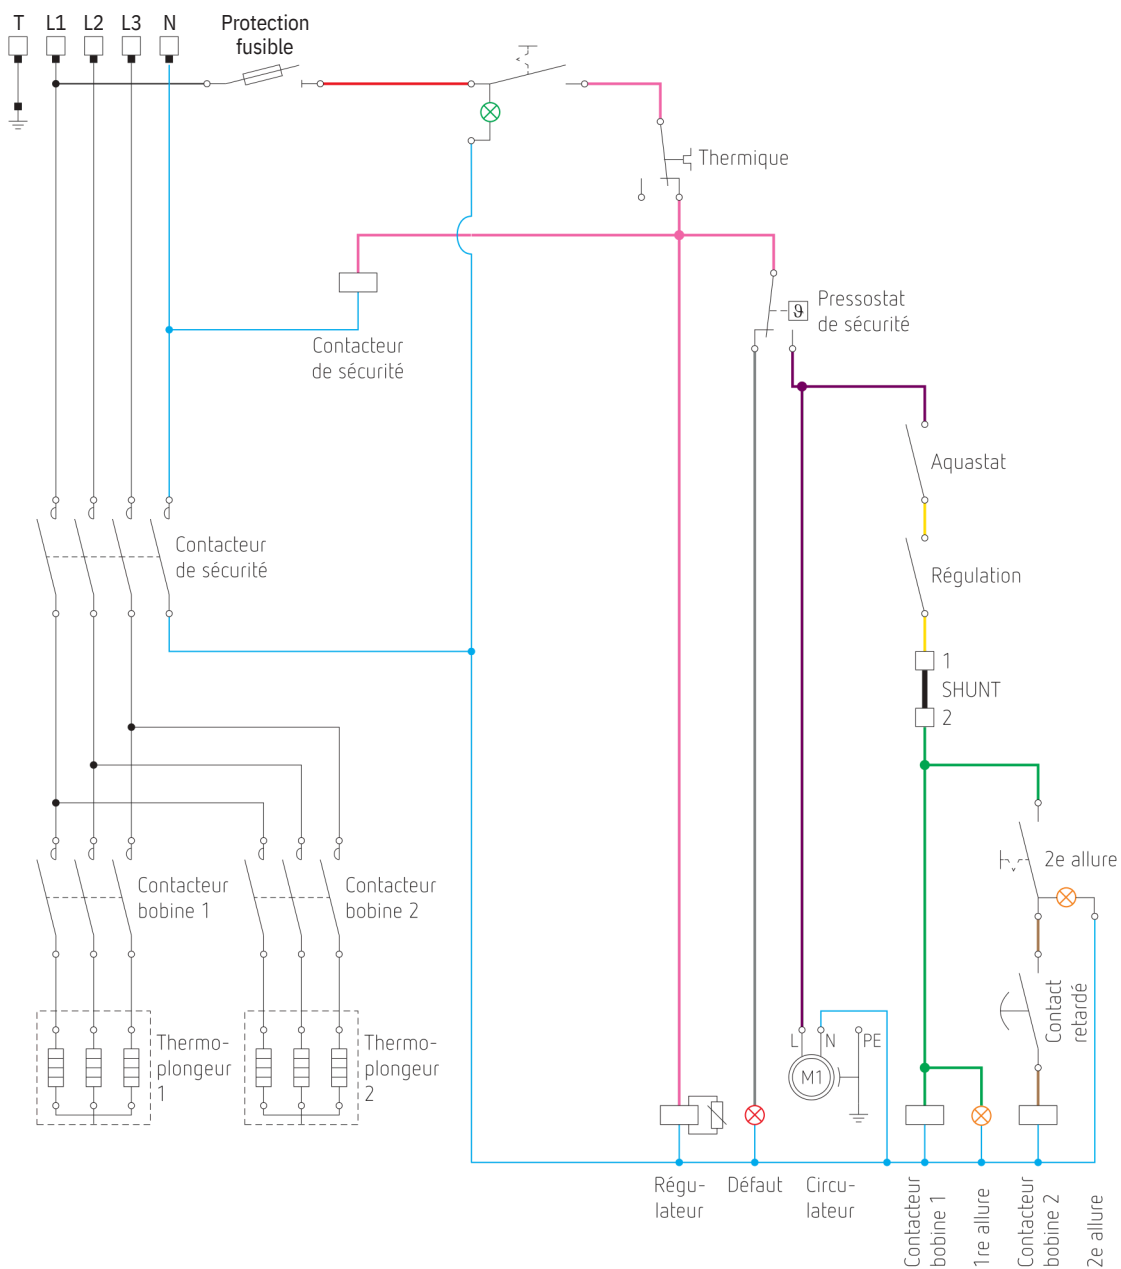 T L1 L2 L3 N
Protection
fusible
Thermique
Pressostat
de sécurité
ϑ
Contacteur
de sécurité
Aquastat
Contacteur
de sécurité
Régulation
1
SHUNT
2
2e allure
Contacteur
bobine 1
Contacteur
bobine 2
Contact
retardé
Thermo-
plongeur
1
Thermo-
plongeur
2
L N PE
M1
Régu-
lateur
Défaut
Circu-
lateur
Contacteur
bobine 1
1re allure
Contacteur
bobine 2
2e allure